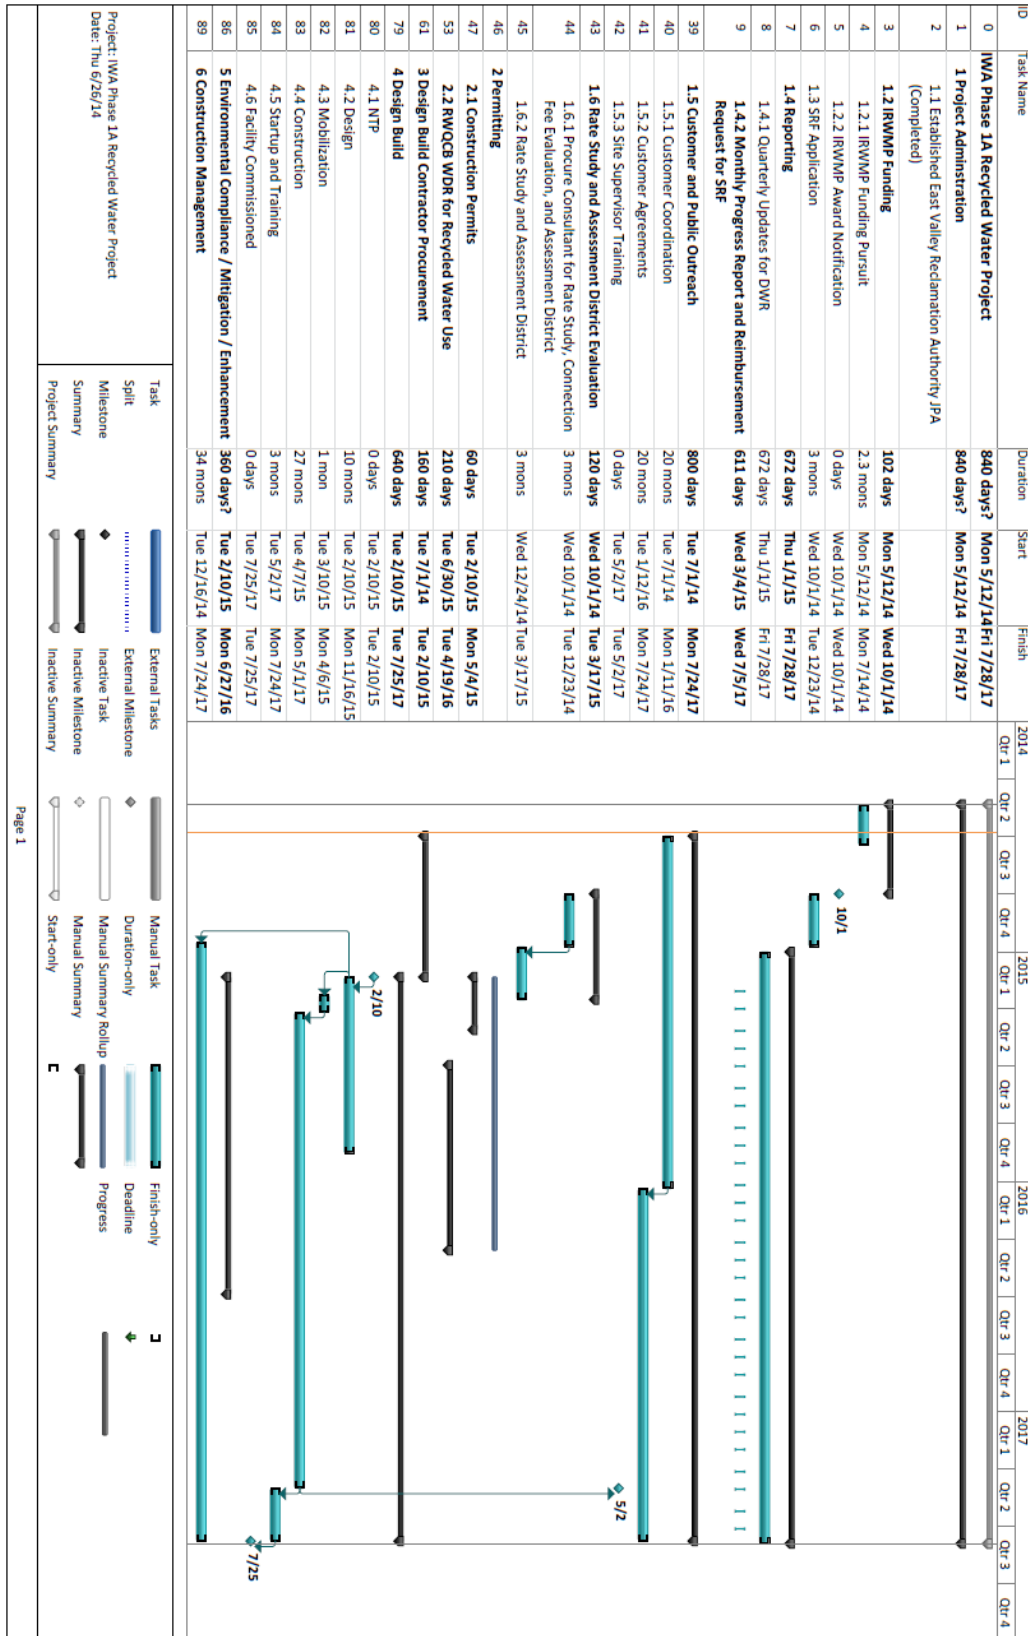 ID Task Name Duration Start Finish
2014 2015 2016 2017
Qtr 1 Qtr 2 Qtr 3 Qtr 4 Qtr 1 Qtr 2 Qtr 3 Qtr 4 Qtr 1 Qtr 2 Qtr 3 Qtr 4 Qtr 1 Qtr 2 Qtr 3 Qtr 4
0 IWA Phase 1A Recycled Water Project 840 days? Mon 5/12/14 Fri 7/28/17
1 1 Project Adminstration 840 days? Mon 5/12/14 Fri 7/28/17
2 1.1 Established East Valley Reclamation Authority JPA
(Completed)
3 1.2 IRWMP Funding 102 days Mon 5/12/14 Wed 10/1/14
4 1.2.1 IRWMP Funding Pursuit 2.3 mons Mon 5/12/14 Mon 7/14/14
5 1.2.2 IRWMP Award Notification 0 days Wed 10/1/14 Wed 10/1/14 10/1
6 1.3 SRF Application 3 mons Wed 10/1/14 Tue 12/23/14
7 1.4 Reporting 672 days Thu 1/1/15 Fri 7/28/17
8 1.4.1 Quarterly Updates for DWR 672 days Thu 1/1/15 Fri 7/28/17
9 1.4.2 Monthly Progress Report and Reimbursement 611 days Wed 3/4/15 Wed 7/5/17
Request for SRF
39 1.5 Customer and Public Outreach 800 days Tue 7/1/14 Mon 7/24/17
40 1.5.1 Customer Coordination 20 mons Tue 7/1/14 Mon 1/11/16
41 1.5.2 Customer Agreements 20 mons Tue 1/12/16 Mon 7/24/17
42 1.5.3 Site Supervisor Training 0 days Tue 5/2/17 Tue 5/2/17 5/2
43 1.6 Rate Study and Assessment District Evaluation 120 days Wed 10/1/14 Tue 3/17/15
44 1.6.1 Procure Consultant for Rate Study, Connection 3 mons Wed 10/1/14 Tue 12/23/14
Fee Evaluation, and Assessment District
45 1.6.2 Rate Study and Assessment District 3 mons Wed 12/24/14 Tue 3/17/15
46 2 Permitting
47 2.1 Construction Permits 60 days Tue 2/10/15 Mon 5/4/15
53 2.2 RWQCB WDR for Recycled Water Use 210 days Tue 6/30/15 Tue 4/19/16
61 3 Design Build Contractor Procurement 160 days Tue 7/1/14 Tue 2/10/15
79 4 Design Build 640 days Tue 2/10/15 Tue 7/25/17
80 4.1 NTP 0 days Tue 2/10/15 Tue 2/10/15 2/10
81 4.2 Design 10 mons Tue 2/10/15 Mon 11/16/15
82 4.3 Mobilization 1 mon Tue 3/10/15 Mon 4/6/15
83 4.4 Construction 27 mons Tue 4/7/15 Mon 5/1/17
84 4.5 Startup and Training 3 mons Tue 5/2/17 Mon 7/24/17
85 4.6 Facility Commissioned 0 days Tue 7/25/17 Tue 7/25/17 7/25
86 5 Environmental Compliance / Mitigation / Enhancement 360 days? Tue 2/10/15 Mon 6/27/16
89 6 Construction Management 34 mons Tue 12/16/14 Mon 7/24/17
Project: IWA Phase 1A Recycled Water Project
Date: Thu 6/26/14
Task
Split
Milestone
Summary
Project Summary
External Tasks
External Milestone
Inactive Task
Inactive Milestone
Inactive Summary
Manual Task
Duration-only
Manual Summary Rollup
Manual Summary
Start-only
Finish-only
Deadline
Progress
Page 1